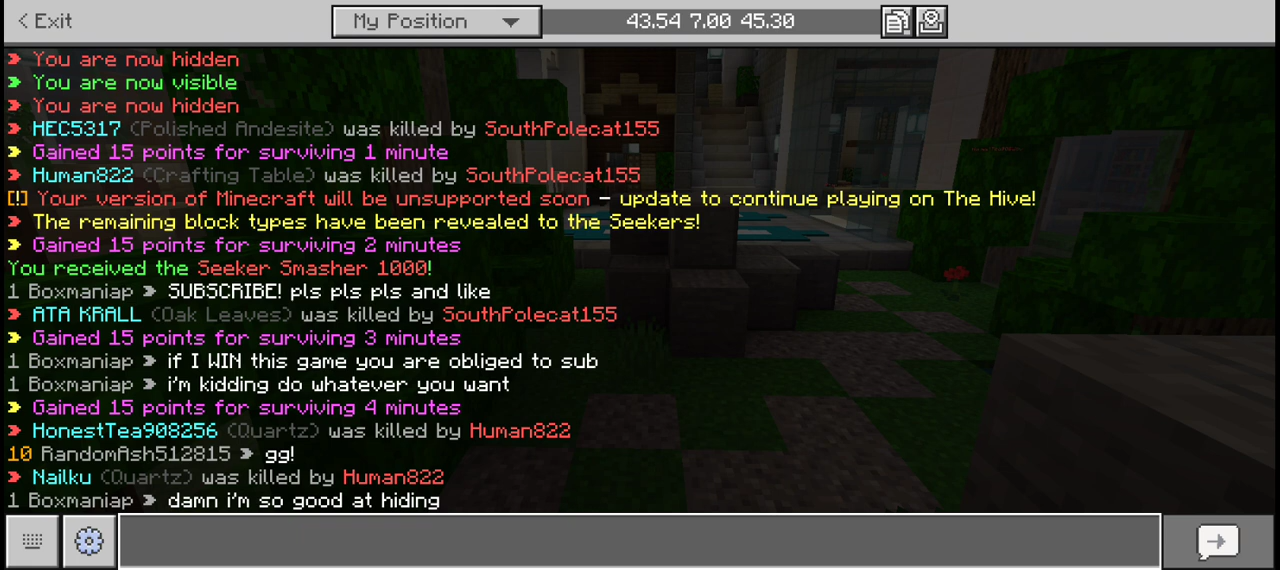 < Exit
My Position
43.54 7.00 45.30
» You are now hidden
» You are now visible
» You are now hidden
» HEC5317 (Polished Andesite) was killed by SouthPolecat155
» Gained 15 points for surviving 1 minute
» Human822 (Crafting Table) was killed by SouthPolecat155
[!] Your version of Minecraft will be unsupported soon – update to continue playing on The Hive!
» The remaining block types have been revealed to the Seekers!
» Gained 15 points for surviving 2 minutes
You received the Seeker Smasher 1000!
1 Boxmaniap » SUBSCRIBE! pls pls pls and like
» ATA KRALL (Oak Leaves) was killed by SouthPolecat155
» Gained 15 points for surviving 3 minutes
1 Boxmaniap » if I WIN this game you are obliged to sub
1 Boxmaniap » i'm kidding do whatever you want
» Gained 15 points for surviving 4 minutes
» HonestTea908256 (Quartz) was killed by Human822
10 RandomAsh512815 » gg!
» Nailku (Quartz) was killed by Human822
1 Boxmaniap » damn i'm so good at hiding